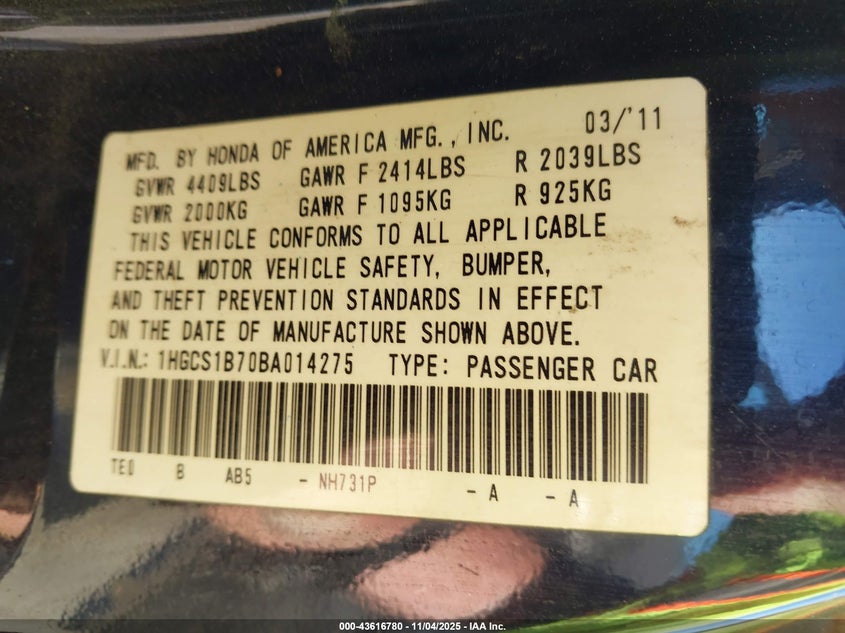 MFD. BY HONDA OF AMERICA MFG., INC. 03/'11
GVWR 4409LBS GAWR F 2414LBS R 2039LBS
GVWR 2000KG GAWR F 1095KG R 925KG
THIS VEHICLE CONFORMS TO ALL APPLICABLE
FEDERAL MOTOR VEHICLE SAFETY, BUMPER,
AND THEFT PREVENTION STANDARDS IN EFFECT
ON THE DATE OF MANUFACTURE SHOWN ABOVE.
V.I.N.: 1HGCS1B70BA014275 TYPE: PASSENGER CAR
TE0 B AB5 - NH731P - A - A
000-43616780 - 11/04/2025 - IAA Inc.